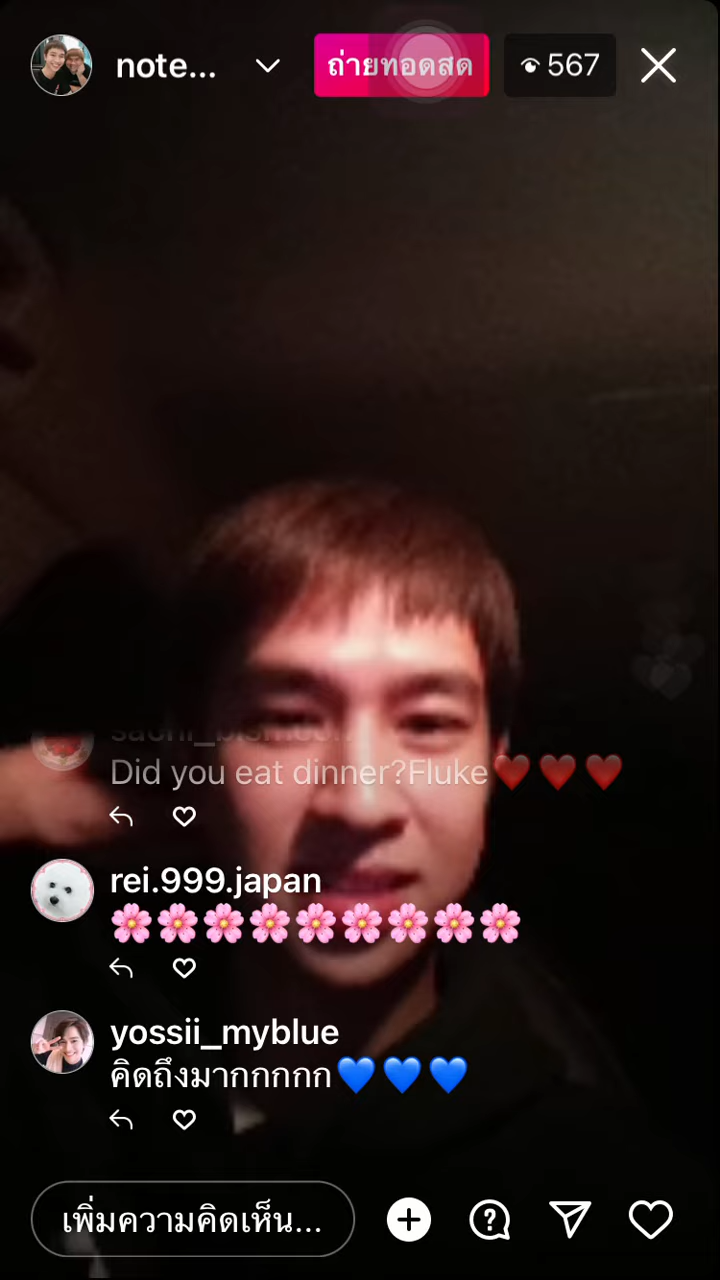 note...
ถ่ายทอดสด
567
Did you eat dinner?Fluke❤️❤️❤️
rei.999.japan
🌸🌸🌸🌸🌸🌸🌸🌸🌸
yossii_myblue
คิดถึงมากกกกก💙💙💙
เพิ่มความคิดเห็น...